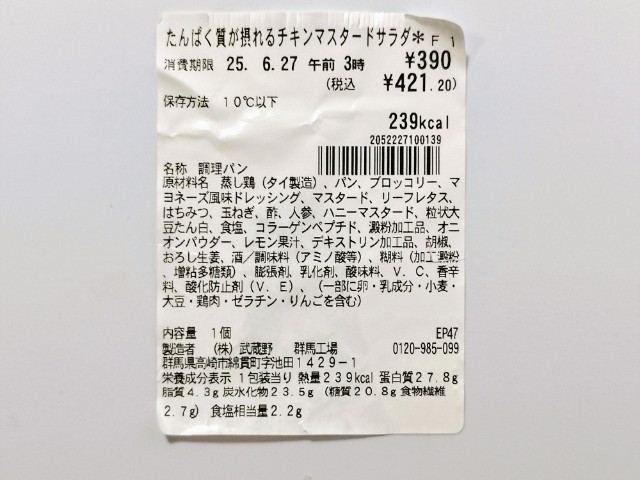 たんぱく質が摂れるチキンマスタードサラダ＊Ｆ１
消費期限 25. 6.27 午前 3時 ¥390
(税込 ¥421.20)
保存方法 １０℃以下
239kcal
2052227100139
名称 調理パン
原材料名 蒸し鶏（タイ製造）、パン、ブロッコリー、マ
ヨネーズ風味ドレッシング、マスタード、リーフレタス、
はちみつ、玉ねぎ、酢、人参、ハニーマスタード、粒状大
豆たん白、食塩、コラーゲンペプチド、澱粉加工品、オニ
オンパウダー、レモン果汁、デキストリン加工品、胡椒、
おろし生姜、酒／調味料（アミノ酸等）、糊料（加工澱粉
、増粘多糖類）、膨張剤、乳化剤、酸味料、Ｖ．Ｃ、香辛
料、酸化防止剤（Ｖ．Ｅ）、（一部に卵・乳成分・小麦・
大豆・鶏肉・ゼラチン・りんごを含む）
内容量 １個 EP47
製造者 （株）武蔵野 群馬工場 0120-985-099
群馬県高崎市綿貫町字池田１４２９－１
栄養成分表示 １包装当り 熱量２３９kcal 蛋白質２７．８g
脂質４.３g 炭水化物２３.５g （糖質２０.８g 食物繊維
２.７g） 食塩相当量２.２g